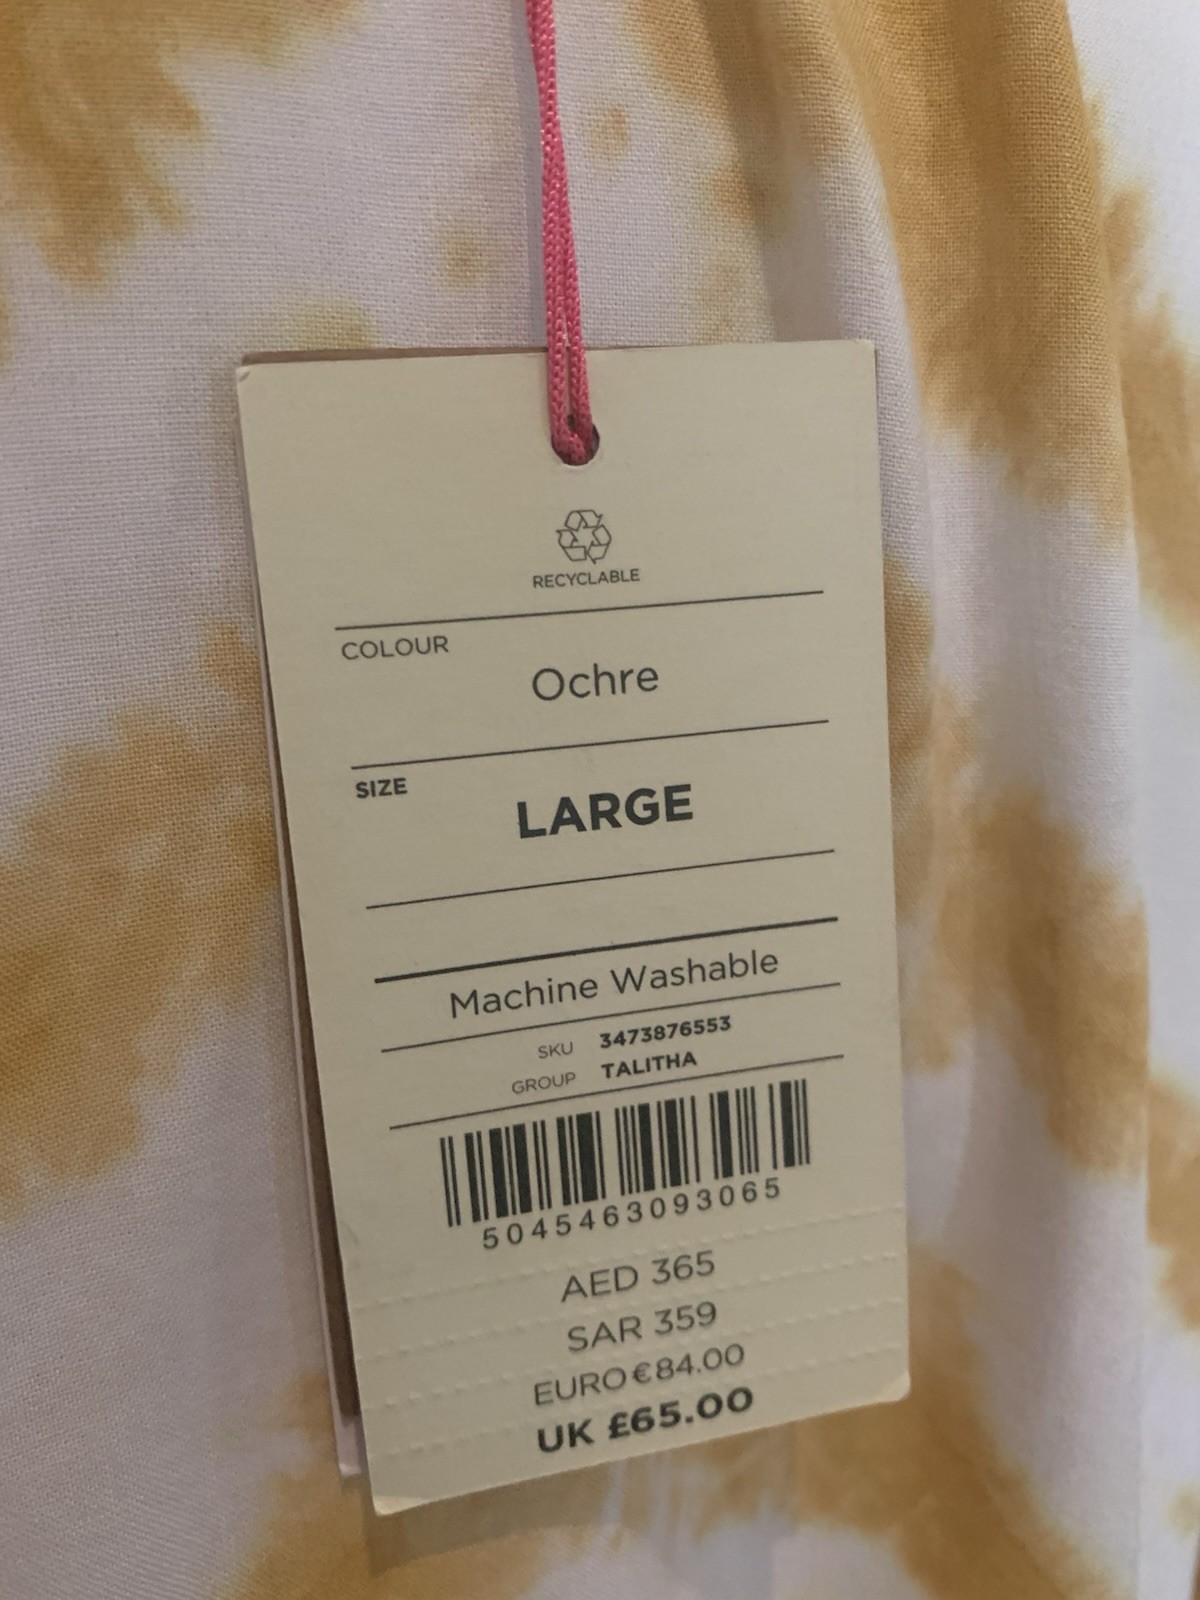 RECYCLABLE
COLOUR
Ochre
SIZE
LARGE
Machine Washable
SKU 3473876553
GROUP TALITHA
5045463093065
AED 365
SAR 359
EURO€84.00
UK £65.00